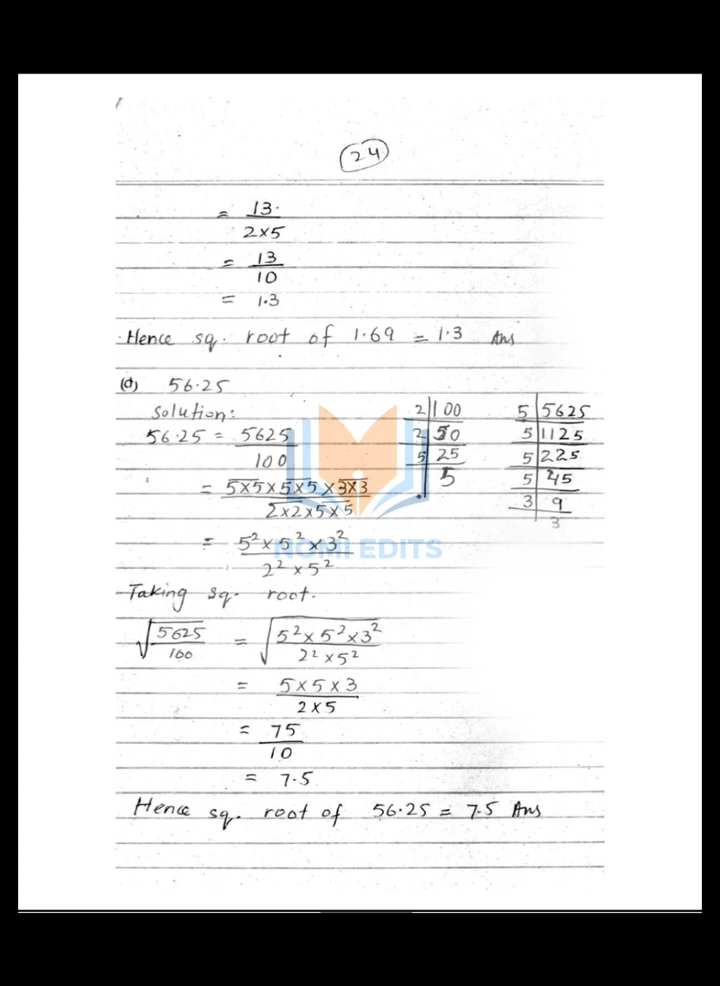 24
= 13/(2×5)
= 13/10
= 1.3
Hence sq. root of 1.69 = 1.3 Ans
(d) 56.25
Solution:
56.25 = 5625/100
= (5×5×5×5×3×3)/(2×2×5×5)
= (5²×5²×3²)/(2²×5²)
2|100
2|50
5|25
5
5|5625
5|1125
5|225
5|45
3|9
3
NOMI EDITS
Taking sq. root.
√(5625/100) = √((5²×5²×3²)/(2²×5²))
= (5×5×3)/(2×5)
= 75/10
= 7.5
Hence sq. root of 56.25 = 7.5 Ans